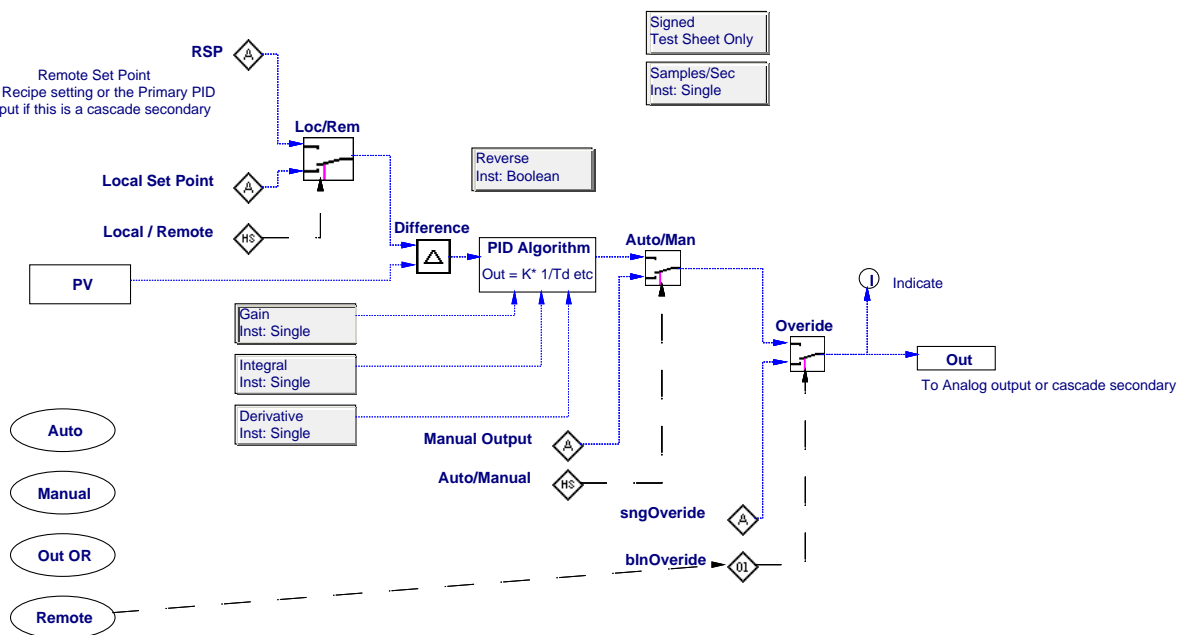 Signed
Test Sheet Only
Samples/Sec
Inst: Single
RSP
A
Remote Set Point
Recipe setting or the Primary PID
put if this is a cascade secondary
Loc/Rem
Reverse
Inst: Boolean
Local Set Point
A
Local / Remote
HS
Difference
Δ
PID Algorithm
Out = K* 1/Td etc
Auto/Man
PV
I
Indicate
Gain
Inst: Single
Overide
Integral
Inst: Single
Out
To Analog output or cascade secondary
Derivative
Inst: Single
Auto
Manual Output
A
Auto/Manual
HS
Manual
sngOveride
A
Out OR
blnOveride
01
Remote